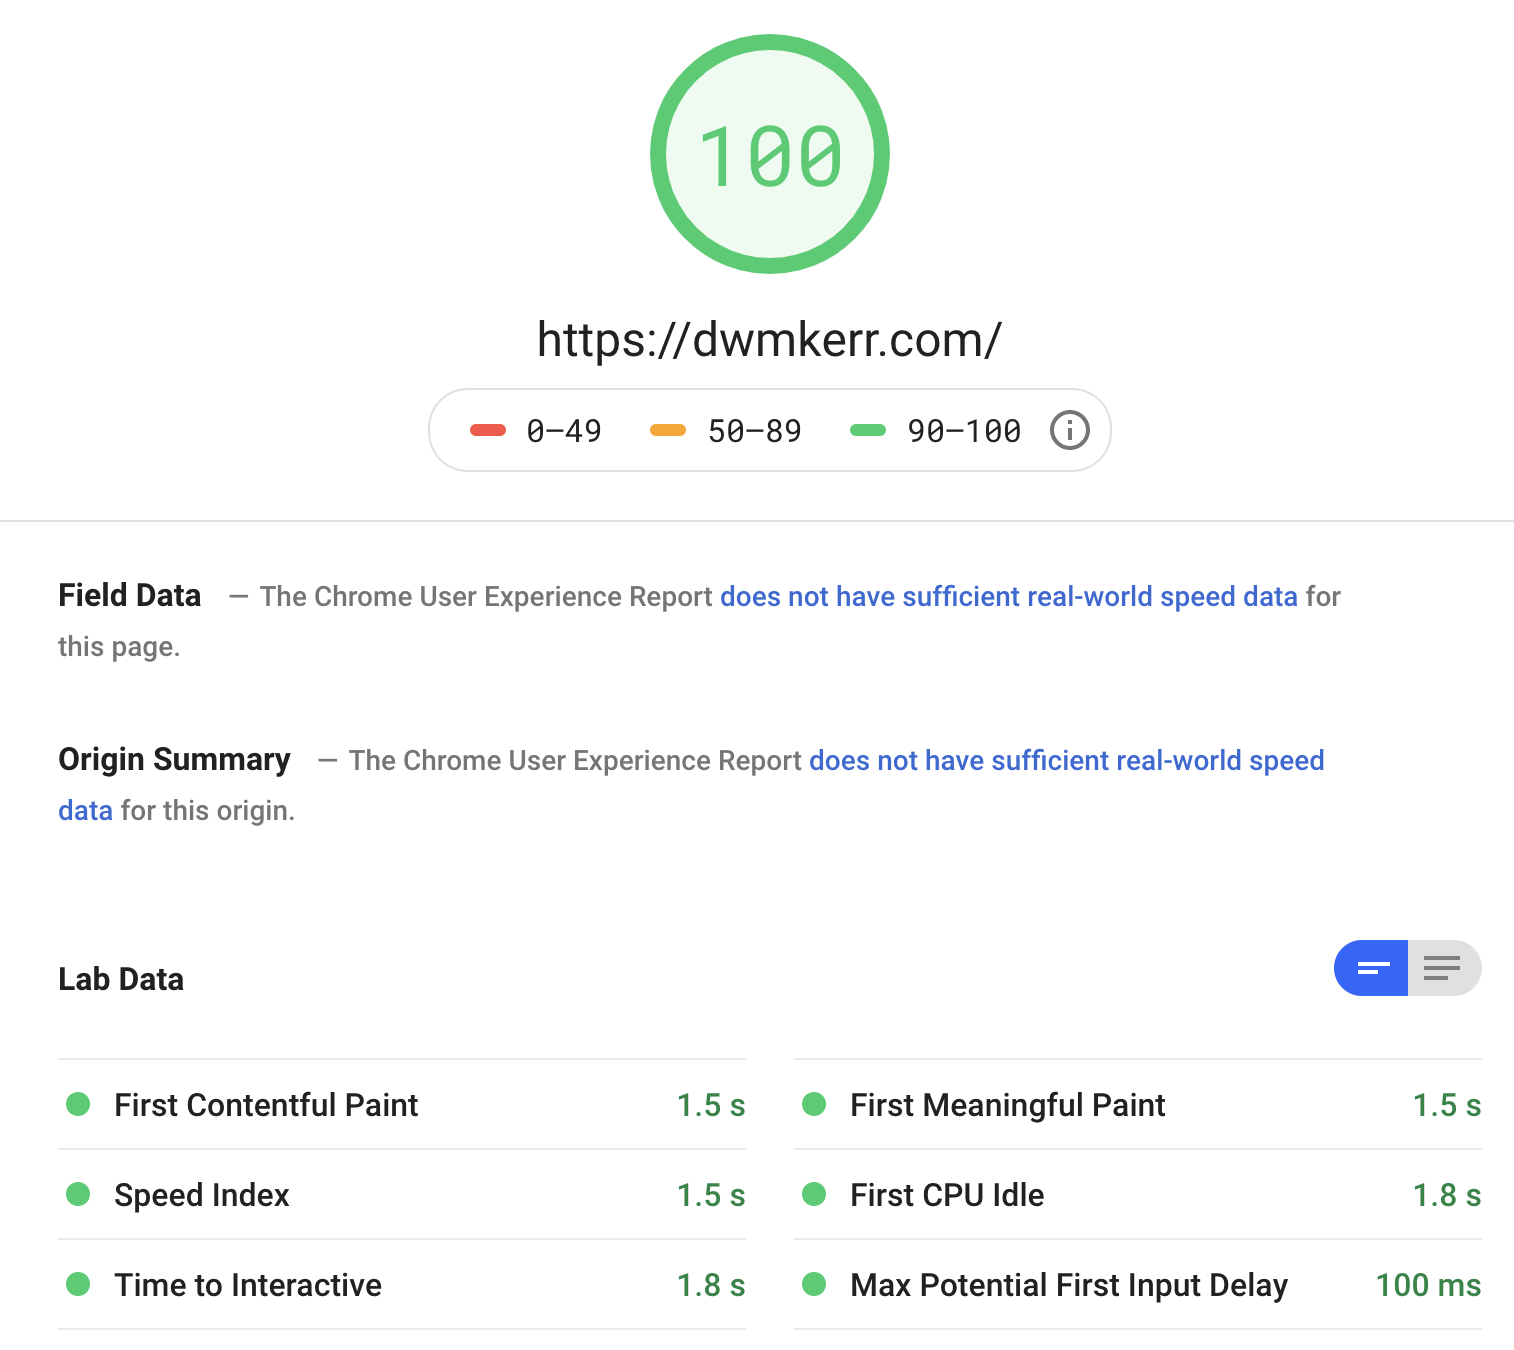 100
https://dwmkerr.com/
0–49 50–89 90–100
Field Data — The Chrome User Experience Report does not have sufficient real-world speed data for
this page.
Origin Summary — The Chrome User Experience Report does not have sufficient real-world speed
data for this origin.
Lab Data
First Contentful Paint 1.5 s
First Meaningful Paint 1.5 s
Speed Index 1.5 s
First CPU Idle 1.8 s
Time to Interactive 1.8 s
Max Potential First Input Delay 100 ms